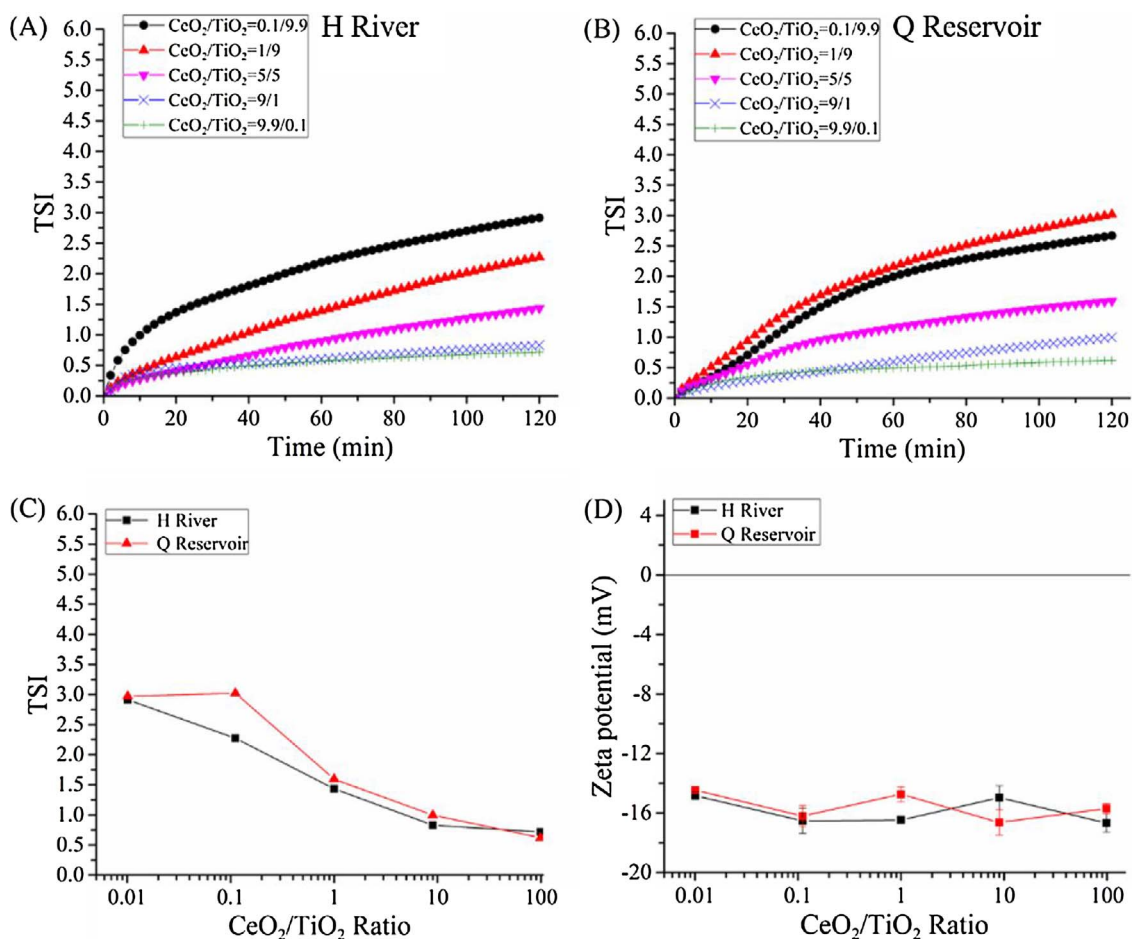 (A)
H River
CeO₂/TiO₂=0.1/9.9
CeO₂/TiO₂=1/9
CeO₂/TiO₂=5/5
CeO₂/TiO₂=9/1
CeO₂/TiO₂=9.9/0.1
6.0
5.5
5.0
4.5
4.0
3.5
3.0
2.5
2.0
1.5
1.0
0.5
0.0
TSI
0 20 40 60 80 100 120
Time (min)
(B)
Q Reservoir
CeO₂/TiO₂=0.1/9.9
CeO₂/TiO₂=1/9
CeO₂/TiO₂=5/5
CeO₂/TiO₂=9/1
CeO₂/TiO₂=9.9/0.1
6.0
5.5
5.0
4.5
4.0
3.5
3.0
2.5
2.0
1.5
1.0
0.5
0.0
TSI
0 20 40 60 80 100 120
Time (min)
(C)
H River
Q Reservoir
6.0
5.5
5.0
4.5
4.0
3.5
3.0
2.5
2.0
1.5
1.0
0.5
0.0
TSI
0.01 0.1 1 10 100
CeO₂/TiO₂ Ratio
(D)
H River
Q Reservoir
4
0
-4
-8
-12
-16
-20
Zeta potential (mV)
0.01 0.1 1 10 100
CeO₂/TiO₂ Ratio